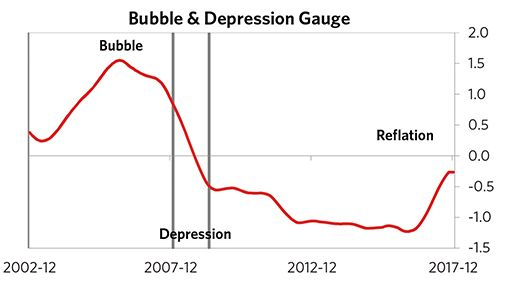 Bubble & Depression Gauge
2.0
Bubble
1.5
1.0
0.5
Reflation
0.0
-0.5
Depression
-1.0
-1.5
2002-12 2007-12 2012-12 2017-12